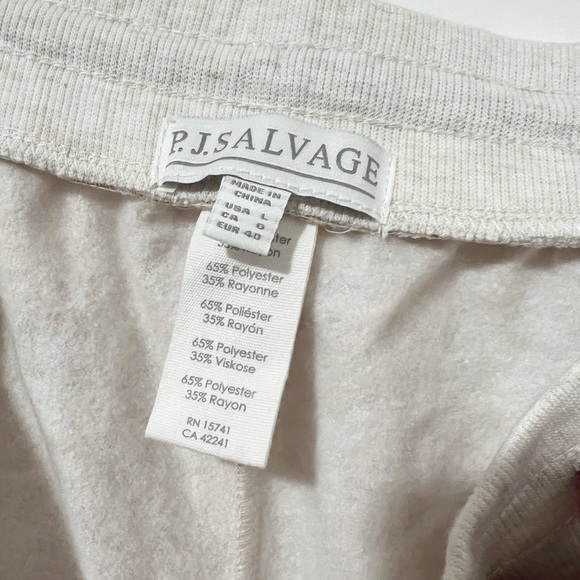 P.J.SALVAGE
MADE IN
CHINA
USA L
CA G
EUR 40
65% Polyester
35% Rayonne
65% Poliéster
35% Rayón
65% Polyester
35% Viskose
65% Polyester
35% Rayon
RN 15741
CA 42241